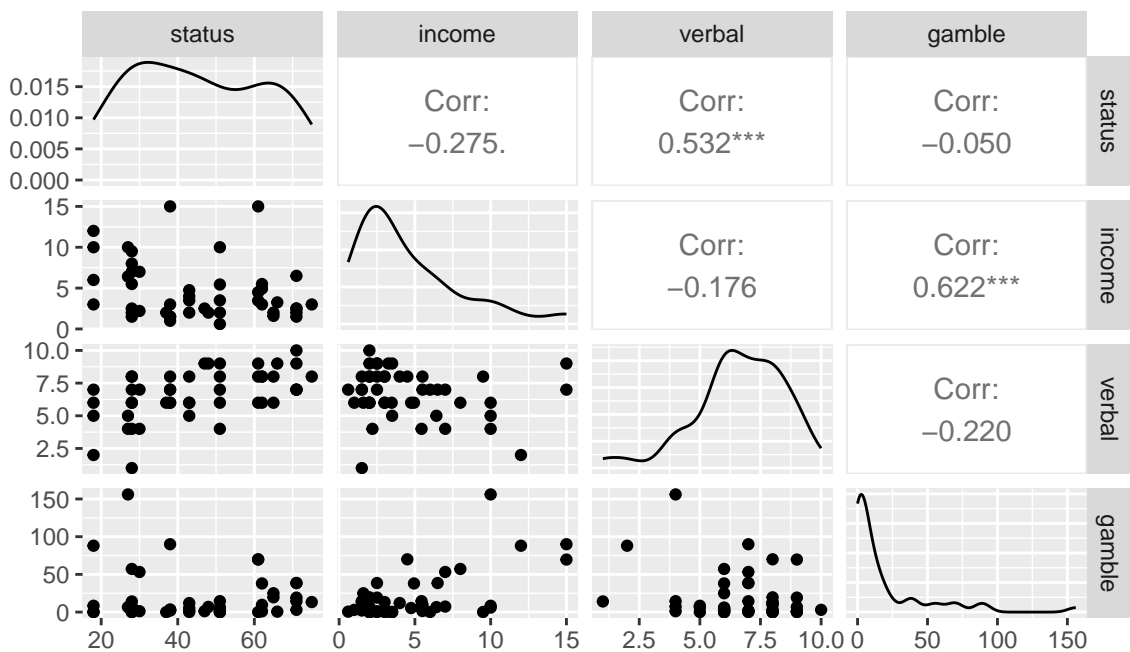 status income verbal gamble
0.015
0.010
0.005
0.000
Corr:
−0.275.
Corr:
0.532***
Corr:
−0.050
status
15
10
5
0
Corr:
−0.176
Corr:
0.622***
income
10.0
7.5
5.0
2.5
Corr:
−0.220
verbal
150
100
50
0
gamble
20 40 60 0 5 10 15 2.5 5.0 7.5 10.0 0 50 100 150